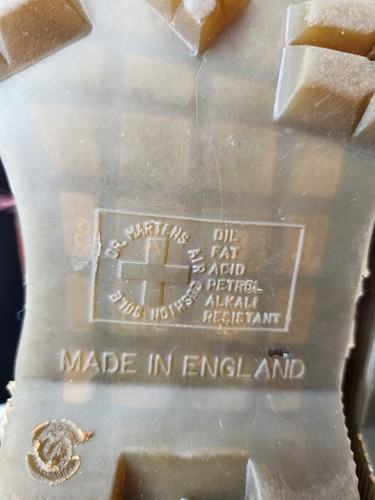 DR. MARTENS AIR CUSHION SOLE
OIL
FAT
ACID
PETROL
ALKALI
RESISTANT
MADE IN ENGLAND